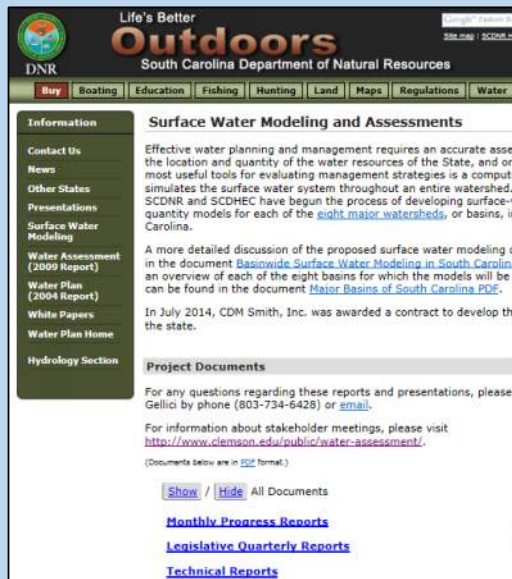 Life's Better
Outdoors
South Carolina Department of Natural Resources
DNR
Google™ Custom
Site map | SCDNR H
Buy Boating Education Fishing Hunting Land Maps Regulations Water
Information
Contact Us
News
Other States
Presentations
Surface Water
Modeling
Water Assessment
(2009 Report)
Water Plan
(2004 Report)
White Papers
Water Plan Home
Hydrology Section
Surface Water Modeling and Assessments
Effective water planning and management requires an accurate asse
the location and quantity of the water resources of the State, and or
most useful tools for evaluating management strategies is a comput
simulates the surface water system throughout an entire watershed.
SCDNR and SCDHEC have begun the process of developing surface-
quantity models for each of the eight major watersheds, or basins, i
Carolina.
A more detailed discussion of the proposed surface water modeling
in the document Basinwide Surface Water Modeling in South Carolin
an overview of each of the eight basins for which the models will be
can be found in the document Major Basins of South Carolina PDF.
In July 2014, CDM Smith, Inc. was awarded a contract to develop th
the state.
Project Documents
For any questions regarding these reports and presentations, please
Gellici by phone (803-734-6428) or email.
For information about stakeholder meetings, please visit
http://www.clemson.edu/public/water-assessment/.
(Documents below are in PDF format.)
Show / Hide All Documents
Monthly Progress Reports
Legislative Quarterly Reports
Technical Reports